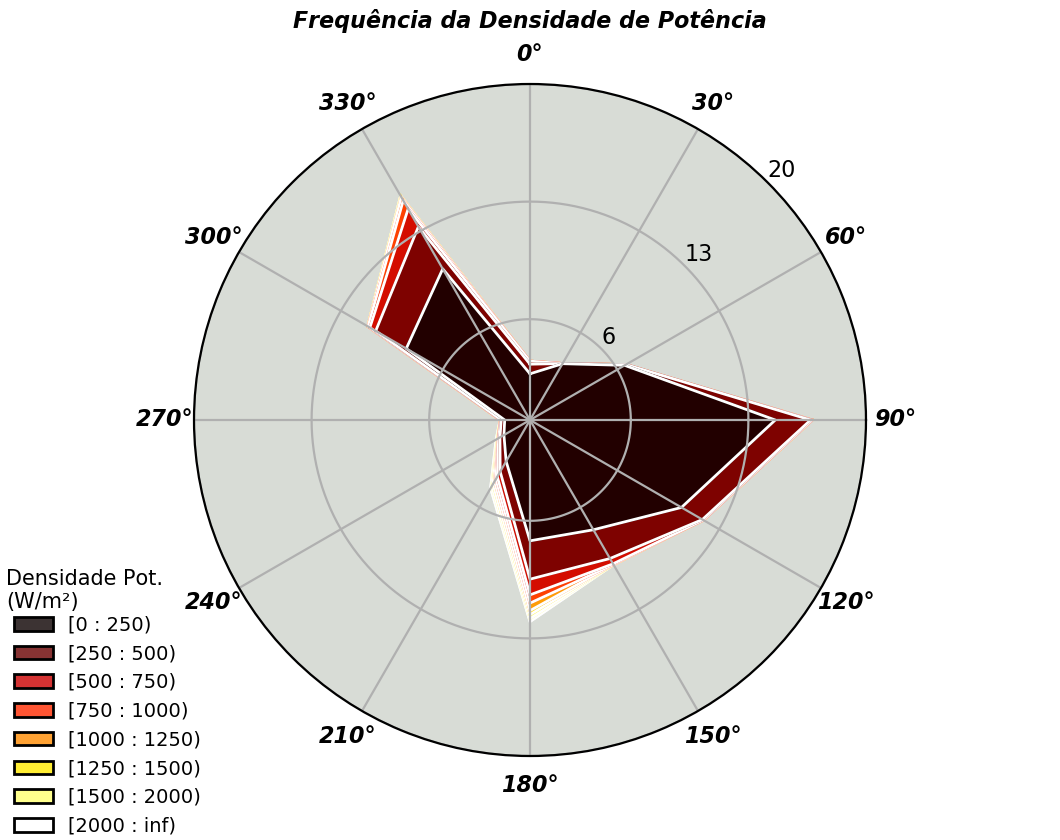 Frequência da Densidade de Potência
0°
330°
30°
20
300°
60°
13
6
270°
90°
240°
120°
210°
150°
180°
Densidade Pot.
(W/m²)
[0 : 250)
[250 : 500)
[500 : 750)
[750 : 1000)
[1000 : 1250)
[1250 : 1500)
[1500 : 2000)
[2000 : inf)